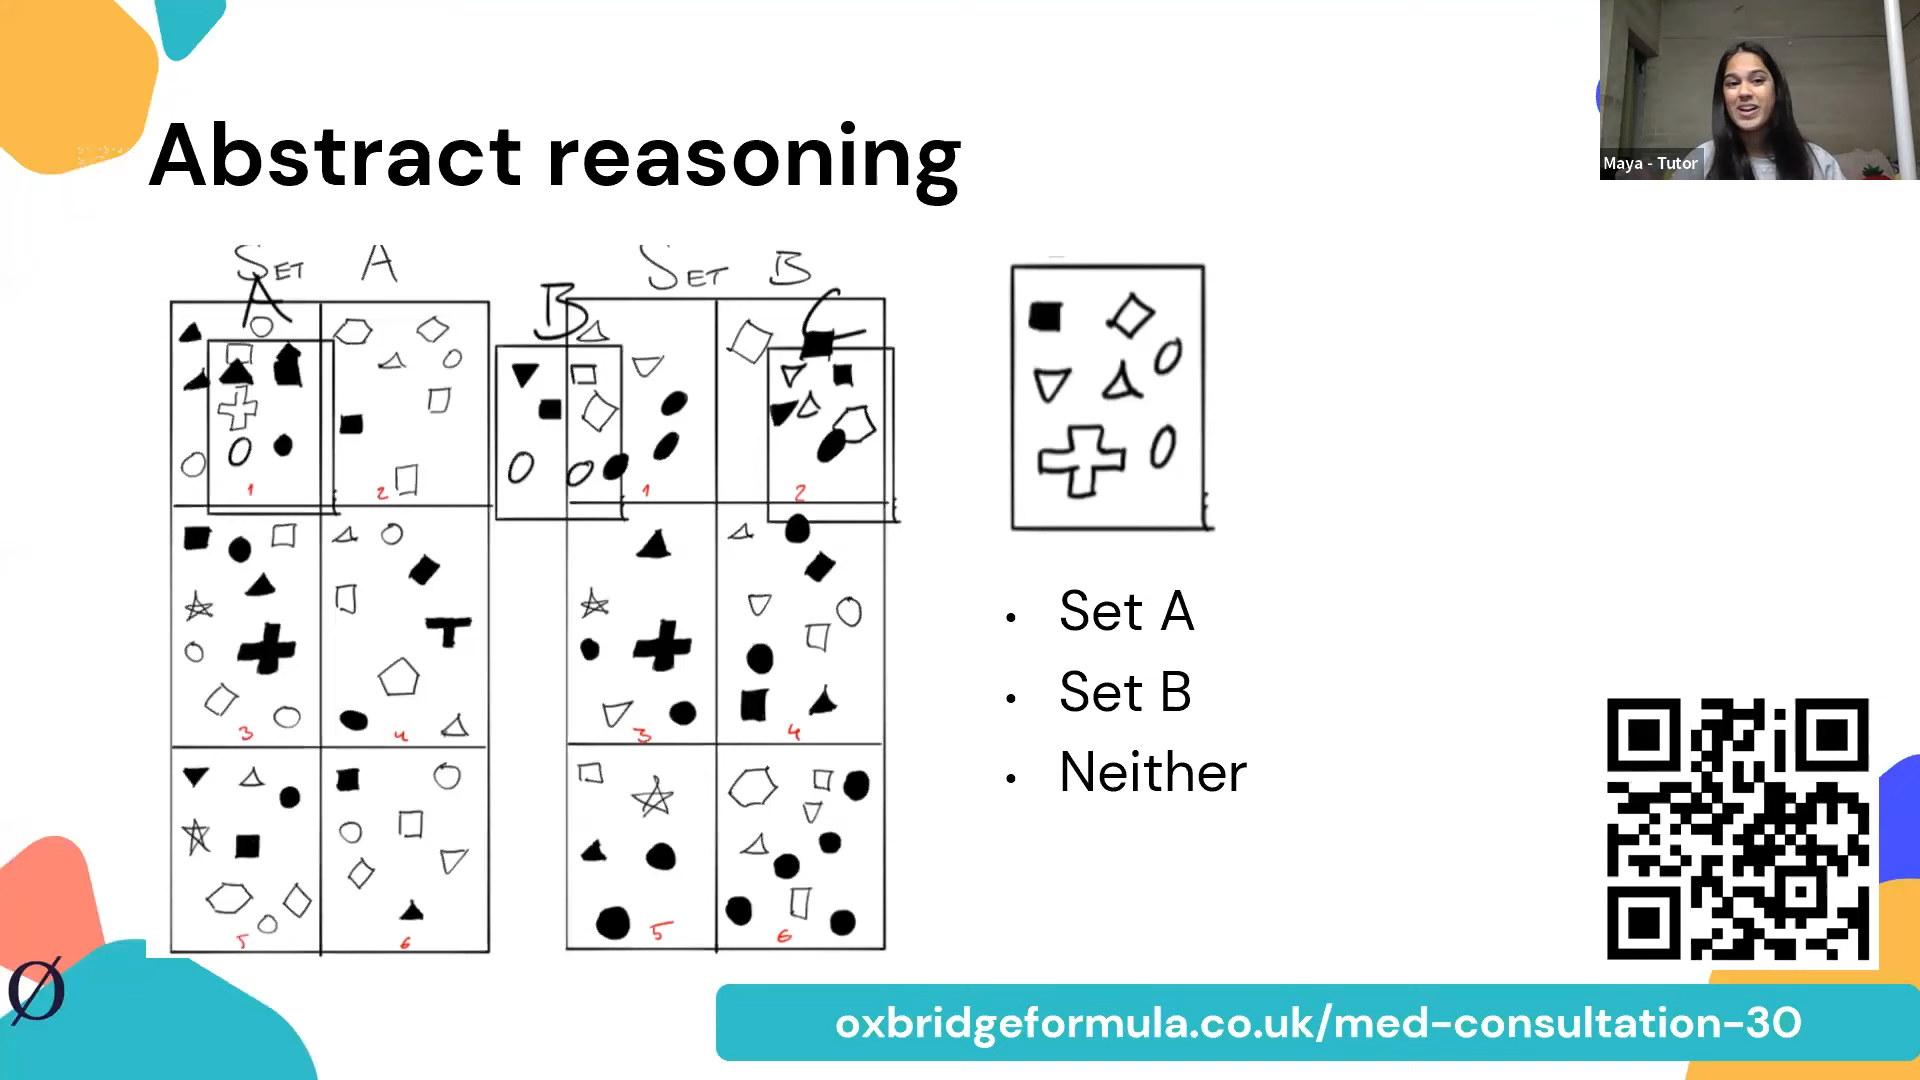 Maya - Tutor
Abstract reasoning
SET A
SET B
A
B
C
1
2
1
2
3
4
3
4
5
6
5
6
• Set A
• Set B
• Neither
Ø
oxbridgeformula.co.uk/med-consultation-30